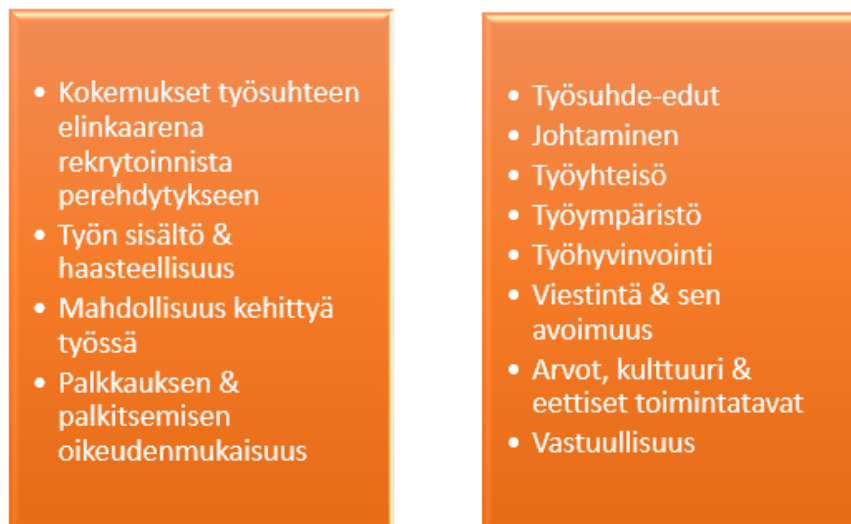 • Kokemukset työsuhteen
elinkaarena
rekrytoinnista
perehdytykseen
• Työn sisältö &
haasteellisuus
• Mahdollisuus kehittyä
työssä
• Palkkauksen &
palkitsemisen
oikeudenmukaisuus
• Työsuhde-edut
• Johtaminen
• Työyhteisö
• Työympäristö
• Työhyvinvointi
• Viestintä & sen
avoimuus
• Arvot, kulttuuri &
eettiset toimintatavat
• Vastuullisuus